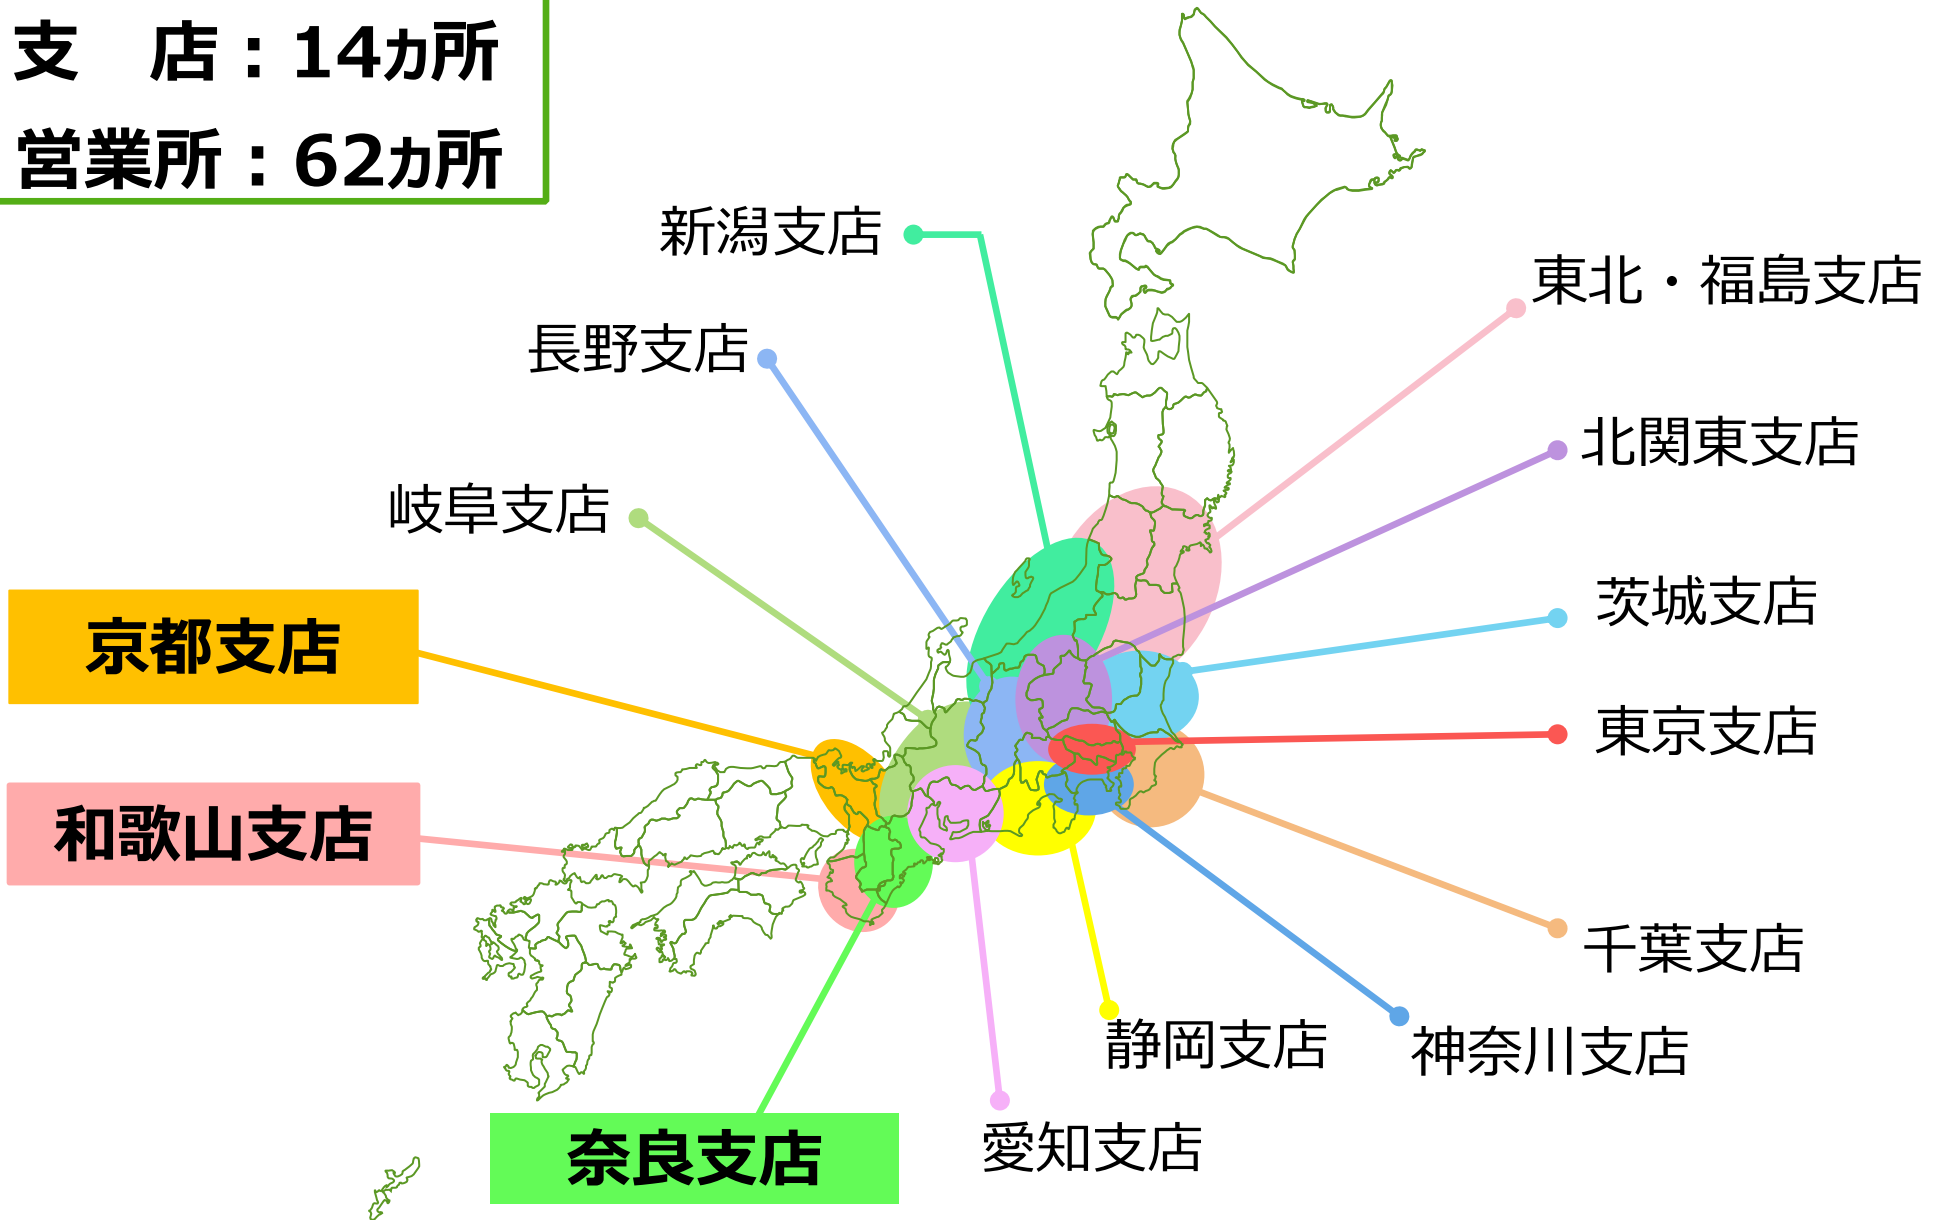 支　店：14ヵ所
営業所：62ヵ所
新潟支店
東北・福島支店
長野支店
北関東支店
岐阜支店
茨城支店
京都支店
東京支店
和歌山支店
千葉支店
静岡支店
神奈川支店
愛知支店
奈良支店